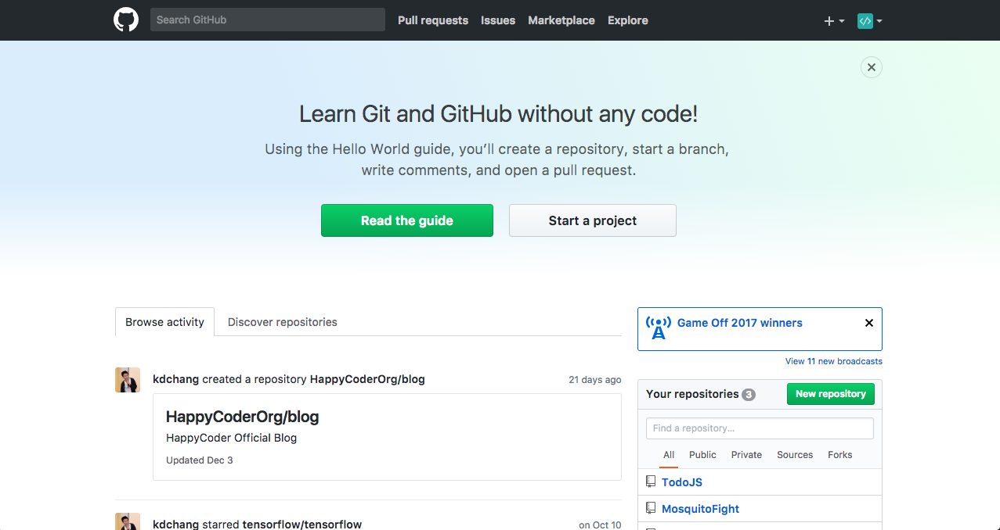 Search GitHub
Pull requests
Issues
Marketplace
Explore
Learn Git and GitHub without any code!
Using the Hello World guide, you’ll create a repository, start a branch,
write comments, and open a pull request.
Read the guide
Start a project
Browse activity
Discover repositories
kdchang created a repository HappyCoderOrg/blog
21 days ago
HappyCoderOrg/blog
HappyCoder Official Blog
Updated Dec 3
kdchang starred tensorflow/tensorflow
on Oct 10
Game Off 2017 winners
View 11 new broadcasts
Your repositories 3
New repository
Find a repository…
All
Public
Private
Sources
Forks
TodoJS
MosquitoFight